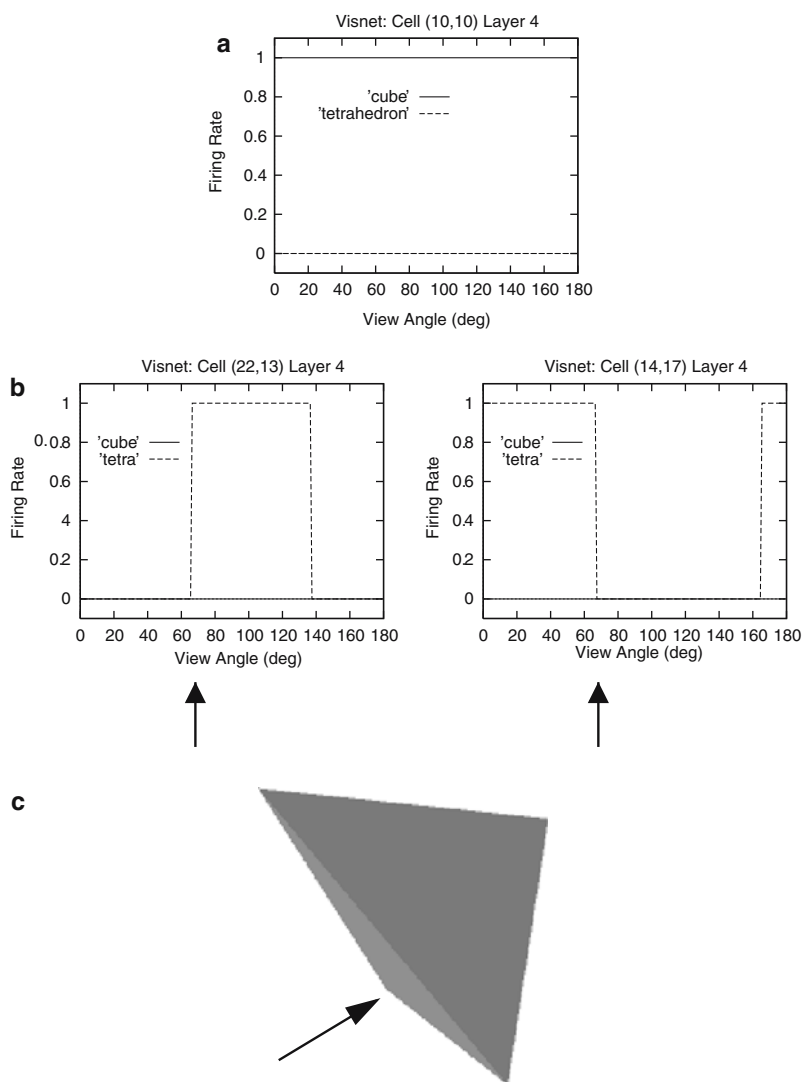 Visnet: Cell (10,10) Layer 4
a
1
0.8
0.6
0.4
0.2
0
'cube'
'tetrahedron'
Firing Rate
0 20 40 60 80 100 120 140 160 180
View Angle (deg)
b
Visnet: Cell (22,13) Layer 4
1
0.0.8
0.6
4
0.2
0
'cube'
'tetra'
Firing Rate
0 20 40 60 80 100 120 140 160 180
View Angle (deg)
Visnet: Cell (14,17) Layer 4
1
0.8
0.6
0.4
0.2
0
'cube'
'tetra'
Firing Rate
0 20 40 60 80 100 120 140 160 180
View Angle (deg)
c